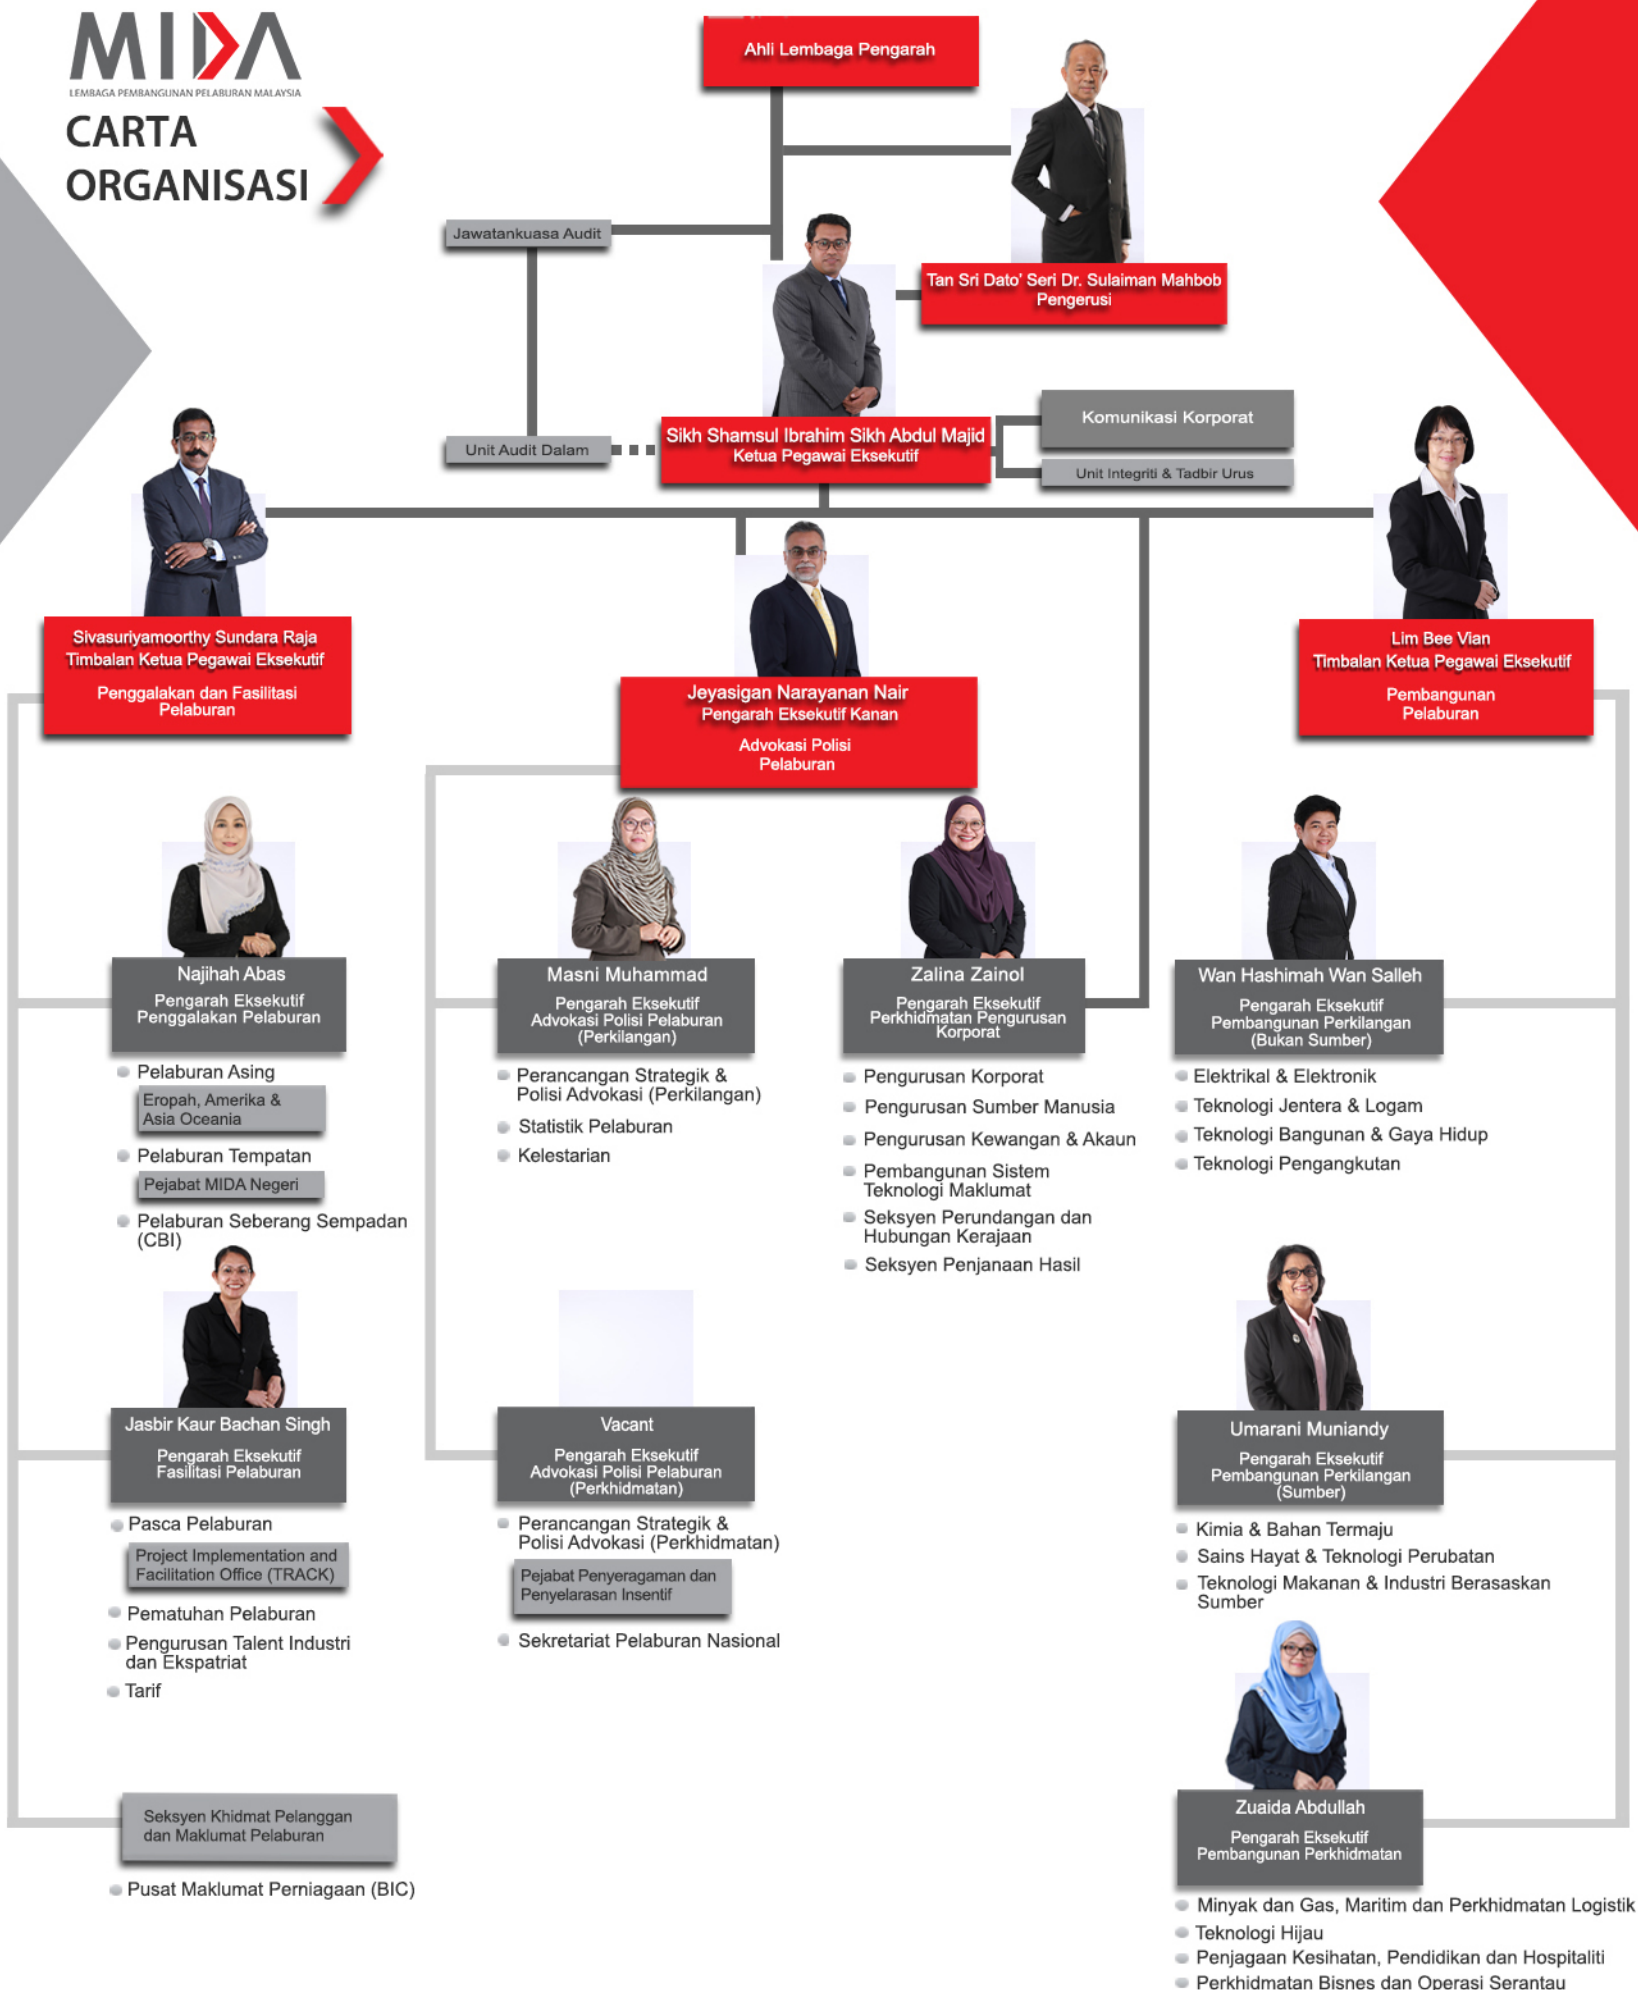 MIDA
LEMBAGA PEMBANGUNAN PELABURAN MALAYSIA
CARTA
ORGANISASI
Ahli Lembaga Pengarah
Tan Sri Dato' Seri Dr. Sulaiman Mahbob
Pengerusi
Jawatankuasa Audit
Unit Audit Dalam
Sikh Shamsul Ibrahim Sikh Abdul Majid
Ketua Pegawai Eksekutif
Komunikasi Korporat
Unit Integriti & Tadbir Urus
Sivasuriyamoorthy Sundara Raja
Timbalan Ketua Pegawai Eksekutif
Penggalakan dan Fasilitasi
Pelaburan
Jeyasigan Narayanan Nair
Pengarah Eksekutif Kanan
Advokasi Polisi
Pelaburan
Lim Bee Vian
Timbalan Ketua Pegawai Eksekutif
Pembangunan
Pelaburan
Najihah Abas
Pengarah Eksekutif
Penggalakan Pelaburan
Pelaburan Asing
Eropah, Amerika &
Asia Oceania
Pelaburan Tempatan
Pejabat MIDA Negeri
Pelaburan Seberang Sempadan
(CBI)
Jasbir Kaur Bachan Singh
Pengarah Eksekutif
Fasilitasi Pelaburan
Pasca Pelaburan
Project Implementation and
Facilitation Office (TRACK)
Pematuhan Pelaburan
Pengurusan Talent Industri
dan Ekspatriat
Tarif
Seksyen Khidmat Pelanggan
dan Maklumat Pelaburan
Pusat Maklumat Perniagaan (BIC)
Masni Muhammad
Pengarah Eksekutif
Advokasi Polisi Pelaburan
(Perkilangan)
Perancangan Strategik &
Polisi Advokasi (Perkilangan)
Statistik Pelaburan
Kelestarian
Vacant
Pengarah Eksekutif
Advokasi Polisi Pelaburan
(Perkhidmatan)
Perancangan Strategik &
Polisi Advokasi (Perkhidmatan)
Pejabat Penyeragaman dan
Penyelarasan Insentif
Sekretariat Pelaburan Nasional
Zalina Zainol
Pengarah Eksekutif
Perkhidmatan Pengurusan
Korporat
Pengurusan Korporat
Pengurusan Sumber Manusia
Pengurusan Kewangan & Akaun
Pembangunan Sistem
Teknologi Maklumat
Seksyen Perundangan dan
Hubungan Kerajaan
Seksyen Penjanaan Hasil
Wan Hashimah Wan Salleh
Pengarah Eksekutif
Pembangunan Perkilangan
(Bukan Sumber)
Elektrikal & Elektronik
Teknologi Jentera & Logam
Teknologi Bangunan & Gaya Hidup
Teknologi Pengangkutan
Umarani Muniandy
Pengarah Eksekutif
Pembangunan Perkilangan
(Sumber)
Kimia & Bahan Termaju
Sains Hayat & Teknologi Perubatan
Teknologi Makanan & Industri Berasaskan
Sumber
Zuaida Abdullah
Pengarah Eksekutif
Pembangunan Perkhidmatan
Minyak dan Gas, Maritim dan Perkhidmatan Logistik
Teknologi Hijau
Penjagaan Kesihatan, Pendidikan dan Hospitaliti
Perkhidmatan Bisnes dan Operasi Serantau